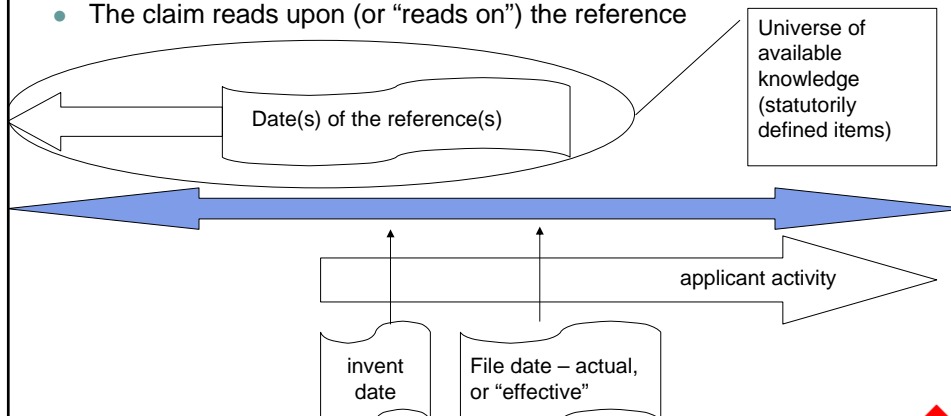 • The claim reads upon (or “reads on”) the reference
Universe of
available
knowledge
(statutorily
defined items)
Date(s) of the reference(s)
applicant activity
invent
date
File date – actual,
or “effective”